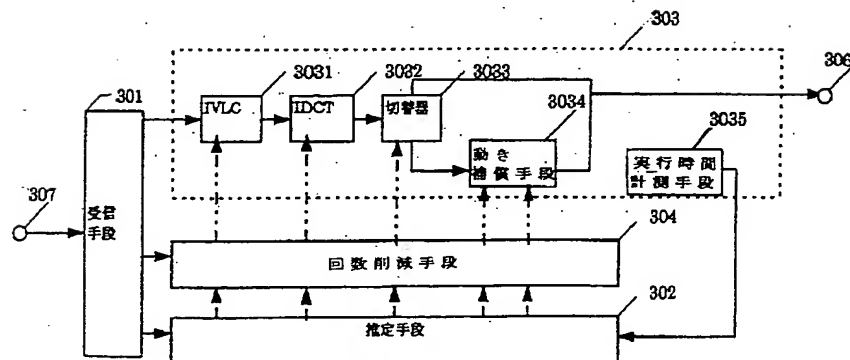 303
306
301
3031
3032
3033
3034
3035
IVLC
IDCT
切替器
動き
補償手段
実行時間
計測手段
307
受信
手段
304
回数削減手段
302
推定手段